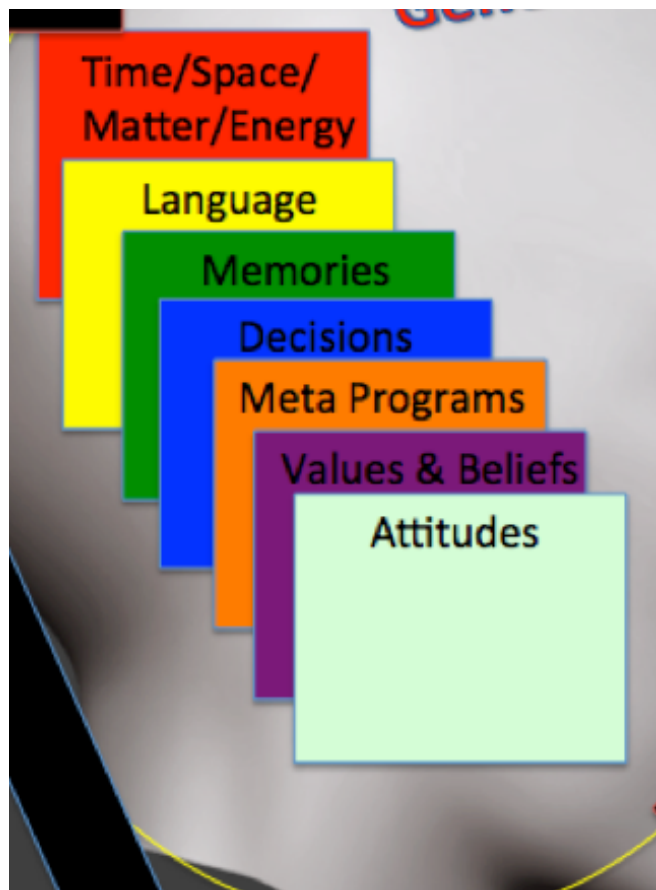 Time/Space/
Matter/Energy
Language
Memories
Decisions
Meta Programs
Values & Beliefs
Attitudes